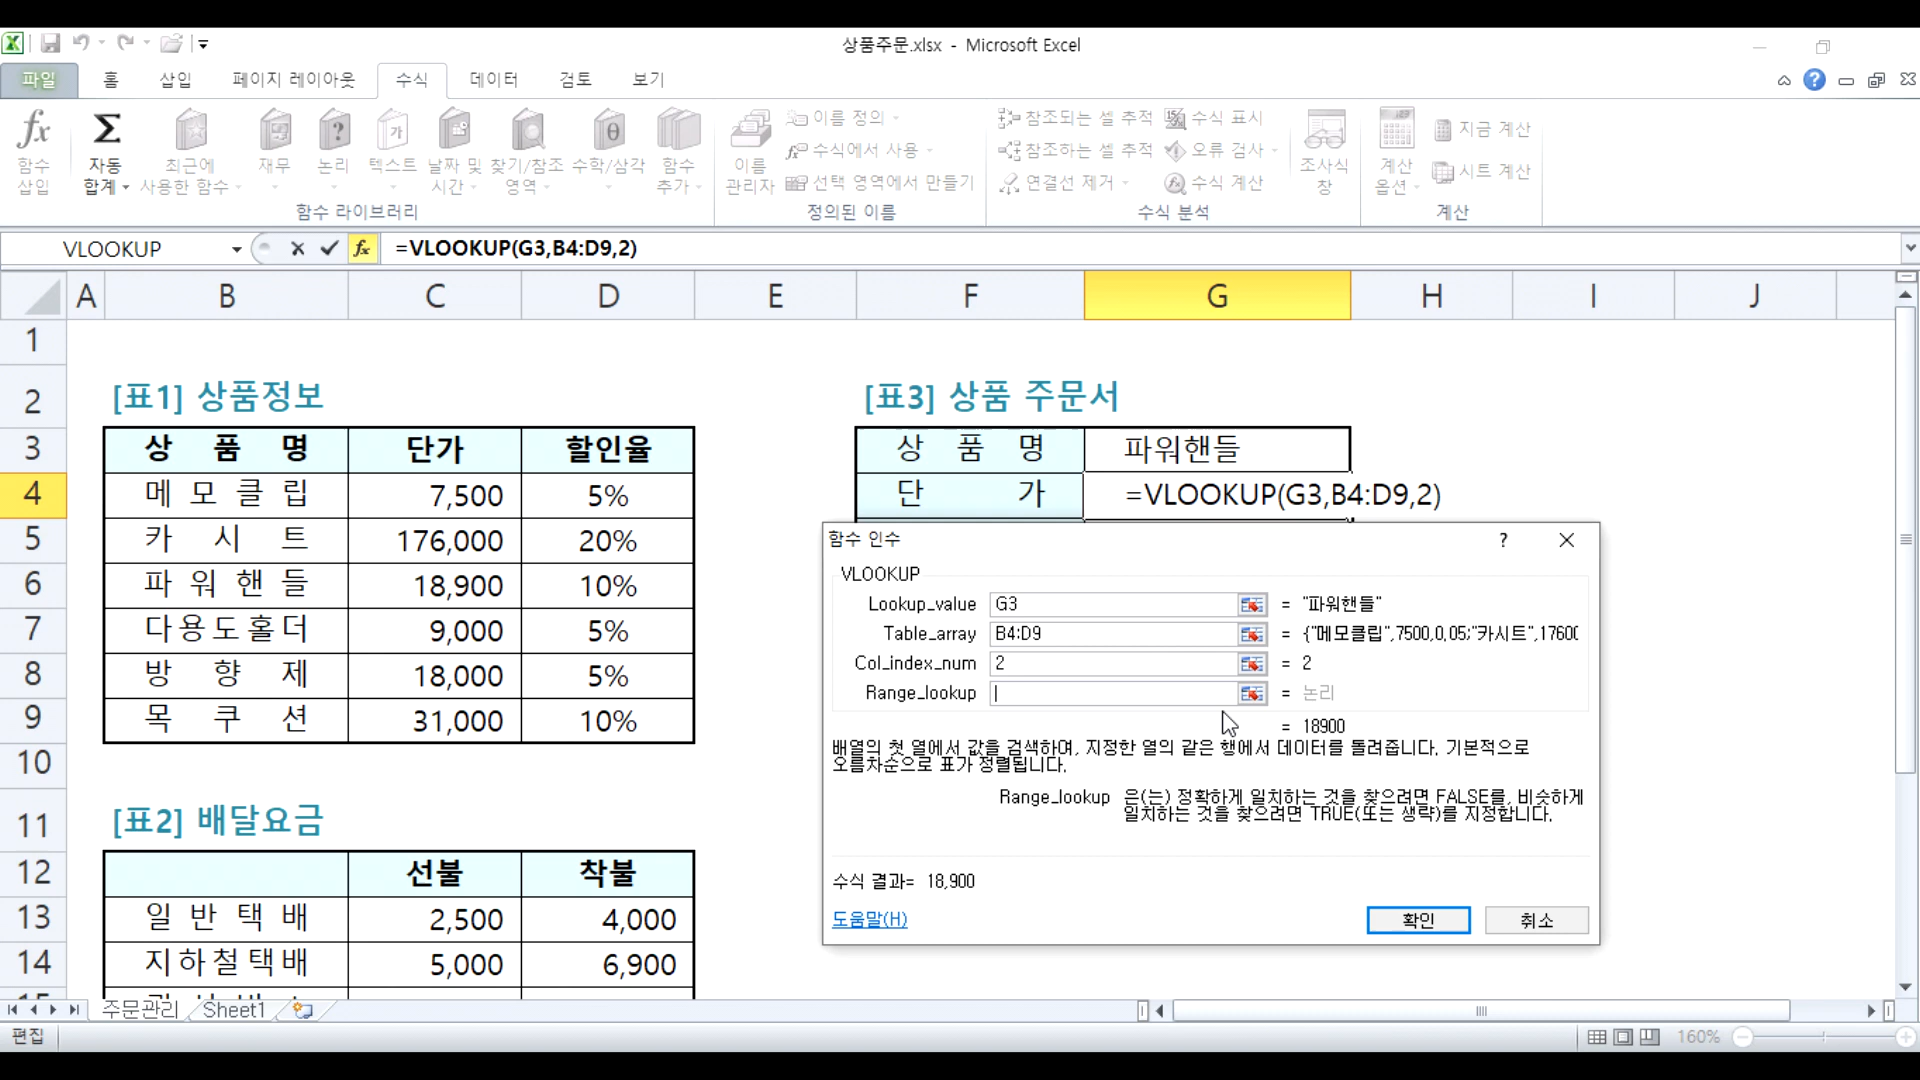 상품주문.xlsx - Microsoft Excel
파일 홈 삽입 페이지 레이아웃 수식 데이터 검토 보기
함수 삽입
자동 합계
최근에 사용한 함수
재무
논리
텍스트
날짜 및 시간
찾기/참조 영역
수학/삼각
함수 추가
함수 라이브러리
이름 관리자
이름 정의
수식에서 사용
선택 영역에서 만들기
정의된 이름
참조되는 셀 추적
참조하는 셀 추적
연결선 제거
수식 표시
오류 검사
수식 계산
수식 분석
조사식 창
계산 옵션
지금 계산
시트 계산
계산
VLOOKUP fx =VLOOKUP(G3,B4:D9,2)
A B C D E F G H I J
1
2 [표1] 상품정보 [표3] 상품 주문서
3 상 품 명 단가 할인율 상 품 명 파워핸들
4 메 모 클 립 7,500 5% 단 가 =VLOOKUP(G3,B4:D9,2)
5 카 시 트 176,000 20%
6 파 워 핸 들 18,900 10%
7 다용도홀더 9,000 5%
8 방 향 제 18,000 5%
9 목 쿠 션 31,000 10%
10
11 [표2] 배달요금
12 선불 착불
13 일 반 택 배 2,500 4,000
14 지하철택배 5,000 6,900
함수 인수 ?
VLOOKUP
Lookup_value G3 = "파워핸들"
Table_array B4:D9 = {"메모클립",7500,0.05;"카시트",17600
Col_index_num 2 = 2
Range_lookup = 논리
= 18900
배열의 첫 열에서 값을 검색하여, 지정한 열의 같은 행에서 데이터를 돌려줍니다. 기본적으로
오름차순으로 표가 정렬됩니다.
Range_lookup 은(는) 정확하게 일치하는 것을 찾으려면 FALSE를, 비슷하게
일치하는 것을 찾으려면 TRUE(또는 생략)를 지정합니다.
수식 결과= 18,900
도움말(H) 확인 취소
주문관리 Sheet1
편집 160%